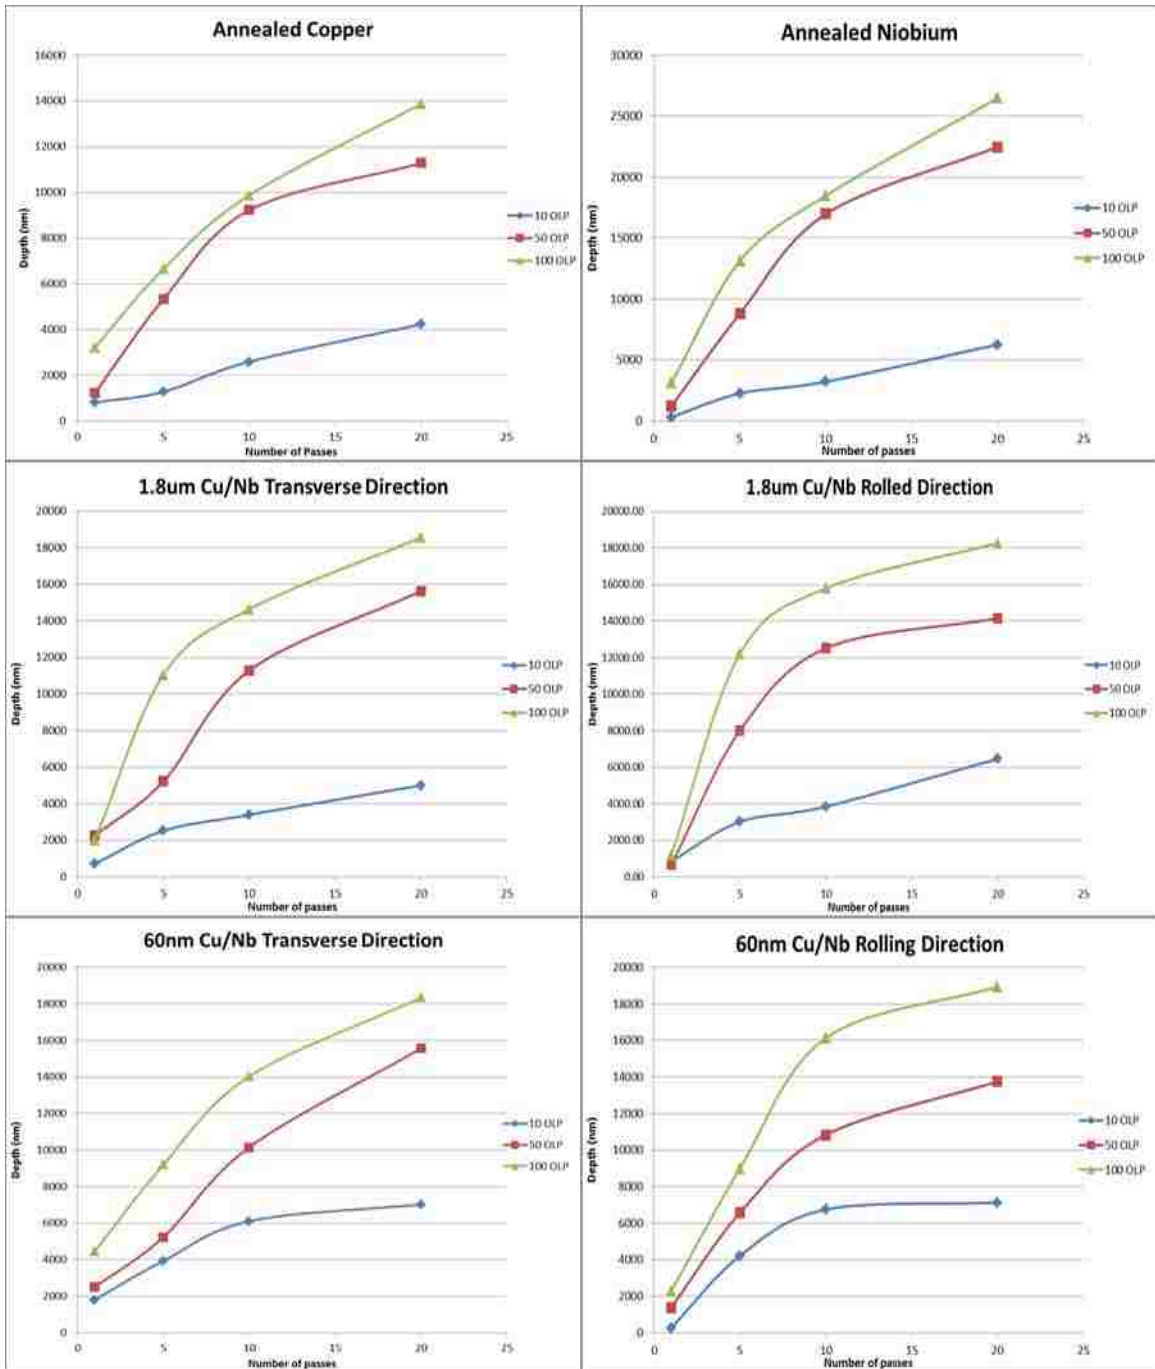 Annealed Copper
16000
14000
12000
10000
8000
6000
4000
2000
0
Depth (nm)
0 5 10 15 20 25
Number of Passes
10 OLP
50 OLP
100 OLP
Annealed Niobium
30000
25000
20000
15000
10000
5000
0
Depth (nm)
0 5 10 15 20 25
Number of passes
10 OLP
50 OLP
100 OLP
1.8um Cu/Nb Transverse Direction
20000
18000
16000
14000
12000
10000
8000
6000
4000
2000
0
Depth (nm)
0 5 10 15 20 25
Number of passes
10 OLP
50 OLP
100 OLP
1.8um Cu/Nb Rolled Direction
20000.00
18000.00
16000.00
14000.00
12000.00
10000.00
8000.00
6000.00
4000.00
2000.00
0.00
Depth (nm)
0 5 10 15 20 25
Number of passes
10 OLP
50 OLP
100 OLP
60nm Cu/Nb Transverse Direction
20000
18000
16000
14000
12000
10000
8000
6000
4000
2000
0
Depth (nm)
0 5 10 15 20 25
Number of passes
10 OLP
50 OLP
100 OLP
60nm Cu/Nb Rolling Direction
20000
18000
16000
14000
12000
10000
8000
6000
4000
2000
0
Depth (nm)
0 5 10 15 20 25
Number of passes
10 OLP
50 OLP
100 OLP